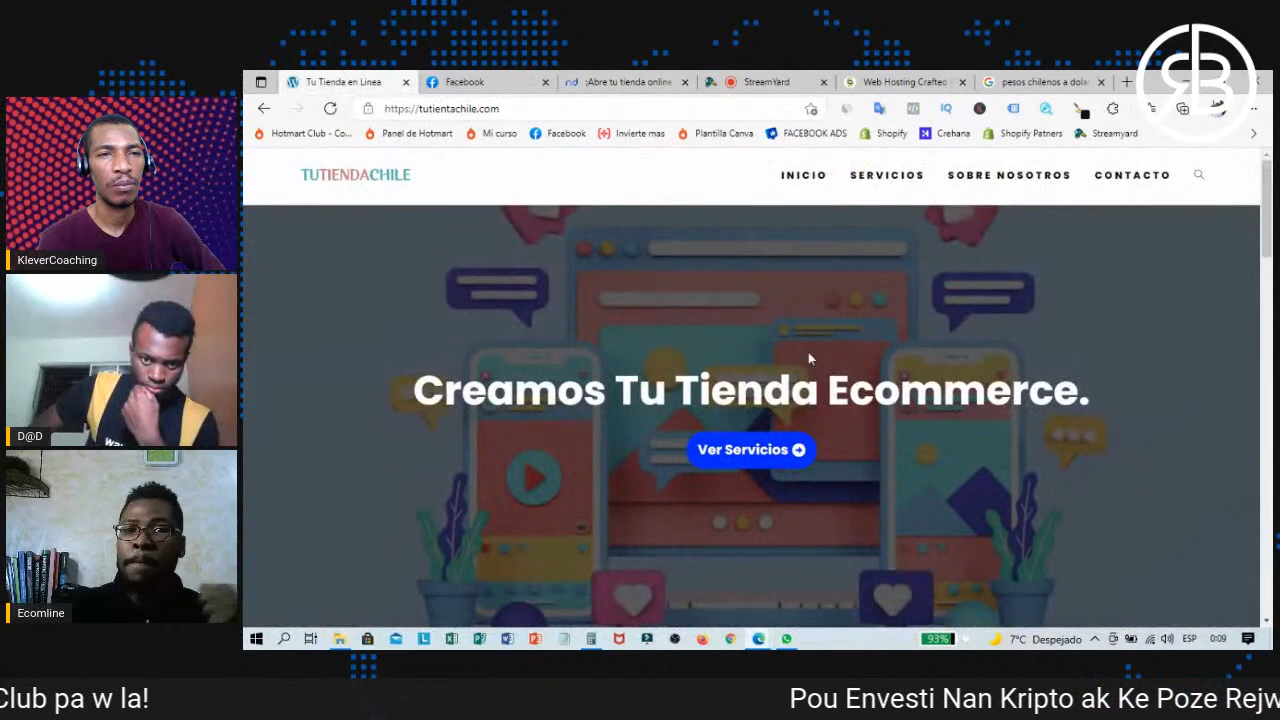 Tu Tienda en Linea
Facebook
¡Abre tu tienda online
StreamYard
Web Hosting Crafted
pesos chilenos a dola
https://tutientachile.com
Hotmart Club - Co...
Panel de Hotmart
Mi curso
Facebook
Invierte mas
Plantilla Canva
FACEBOOK ADS
Shopify
Crehana
Shopify Patners
Streamyard
TUTIENDACHILE
INICIO
SERVICIOS
SOBRE NOSOTROS
CONTACTO
Creamos Tu Tienda Ecommerce.
Ver Servicios
KleverCoaching
D@D
Ecomline
93%
7°C Despejado
ESP
0:09
Club pa w la!
Pou Envesti Nan Kripto ak Ke Poze Rejw